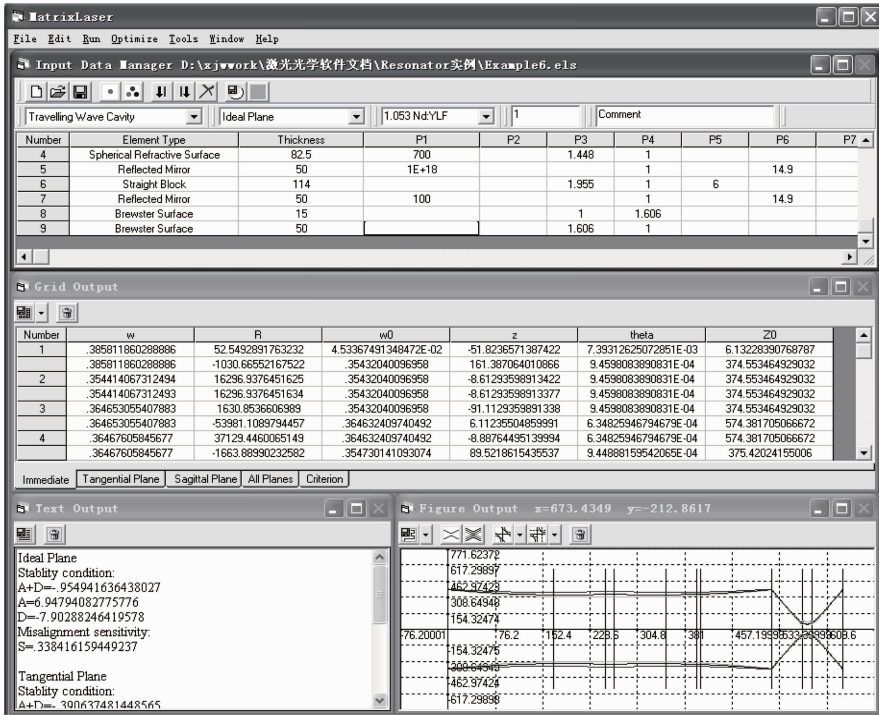 MatrixLaser
File Edit Run Optimize Tools Window Help
Input Data Manager D:\xjwwork\激光光学软件文档\Resonator实例\Example6.els
Travelling Wave Cavity Ideal Plane 1.053 Nd:YLF 1 Comment
Number Element Type Thickness P1 P2 P3 P4 P5 P6 P7
4 Spherical Refractive Surface 82.5 700 1.448 1
5 Reflected Mirror 50 1E+18 1 14.9
6 Straight Block 114 1.955 1 6
7 Reflected Mirror 50 100 1 14.9
8 Brewster Surface 15 1 1.606
9 Brewster Surface 50 1.606 1
Grid Output
Number w R w0 z theta Z0
1 .385811860288886 52.5492891763232 4.53367491348472E-02 -51.8236571387422 7.39312625072851E-03 6.13228390768787
.385811860288886 -1030.66552167522 .35432040096958 161.387064010866 9.4598083890831E-04 374.553464929032
2 .354414067312494 16296.9376451625 .35432040096958 -8.61293598913422 9.4598083890831E-04 374.553464929032
.354414067312493 16296.9376451634 .35432040096958 -8.61293598913377 9.4598083890831E-04 374.553464929032
3 .364653055407883 1630.8536606989 .35432040096958 -91.1129359891338 9.4598083890831E-04 374.553464929032
.364653055407883 -53981.1089794457 .364632409740492 6.11235504859991 6.34825946794679E-04 574.381705066672
4 .36467605845677 37129.4460065149 .364632409740492 -8.88764495139994 6.34825946794679E-04 574.381705066672
.36467605845677 -1663.88990232582 .354730141093074 89.5218615435537 9.44888159542065E-04 375.42024155006
Immediate Tangential Plane Sagittal Plane All Planes Criterion
Text Output
Ideal Plane
Stablity condition:
A+D=-.954941636438027
A=6.94794082775776
D=-7.90288246419578
Misalignment sensitivity:
S=.338416159449237
Tangential Plane
Stablity condition:
A+D=-.390637481448565
Figure Output x=673.4349 y=-212.8617
771.62372
617.29897
462.97423
308.64948
154.32474
-76.20001 76.2 152.4 228.6 304.8 381 457.1999
-154.32475
-308.64949
-462.97424
-617.29898